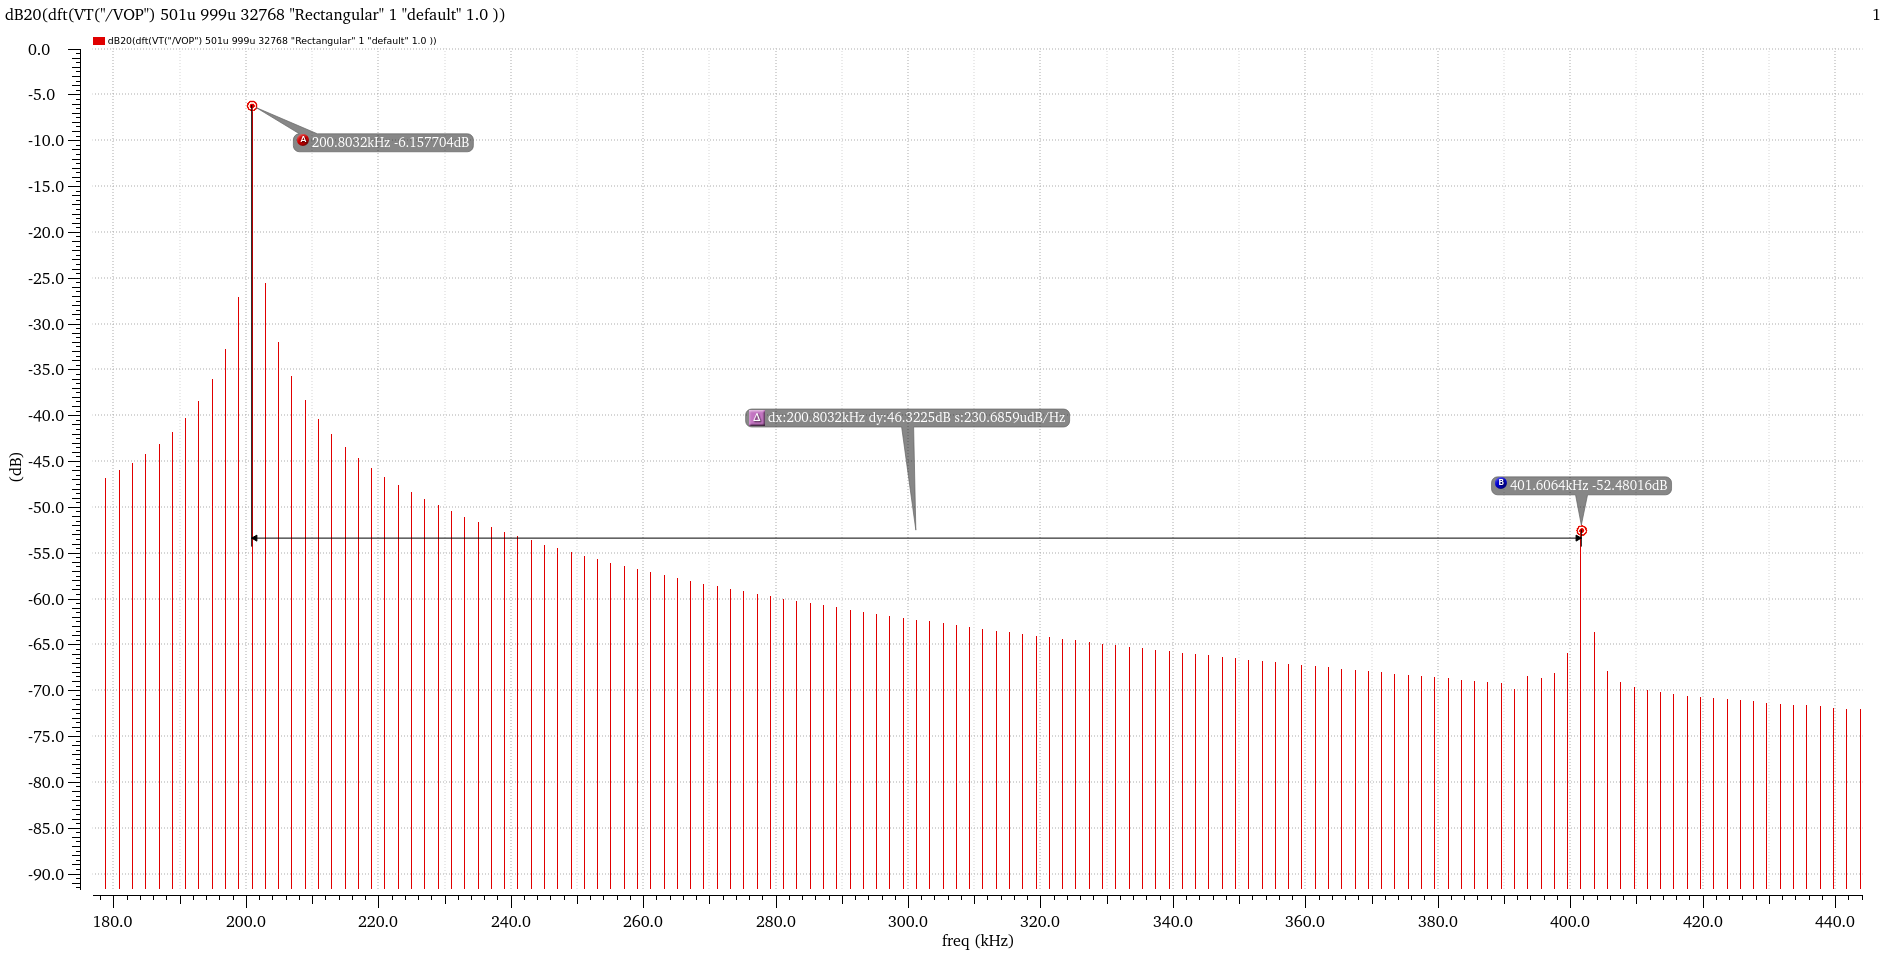 dB20(dft(VT("/VOP") 501u 999u 32768 "Rectangular" 1 "default" 1.0 ))
1
dB20(dft(VT("/VOP") 501u 999u 32768 "Rectangular" 1 "default" 1.0 ))
0.0
-5.0
-10.0
-15.0
-20.0
-25.0
-30.0
-35.0
-40.0
-45.0
-50.0
-55.0
-60.0
-65.0
-70.0
-75.0
-80.0
-85.0
-90.0
(dB)
A 200.8032kHz -6.157704dB
Δ dx:200.8032kHz dy:46.3225dB s:230.6859udB/Hz
B 401.6064kHz -52.48016dB
180.0 200.0 220.0 240.0 260.0 280.0 300.0 320.0 340.0 360.0 380.0 400.0 420.0 440.0
freq (kHz)